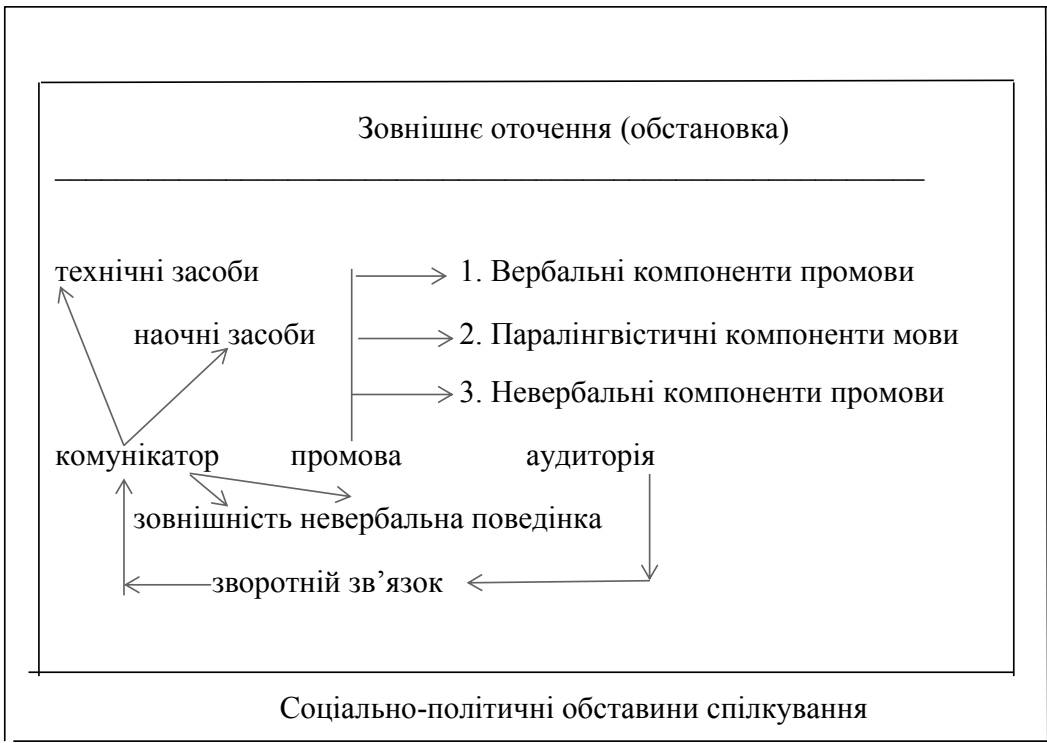 Зовнішнє оточення (обстановка)
технічні засоби
1. Вербальні компоненти промови
наочні засоби
2. Паралінгвістичні компоненти мови
3. Невербальні компоненти промови
комунікатор промова аудиторія
зовнішність невербальна поведінка
зворотній зв’язок
Соціально-політичні обставини спілкування